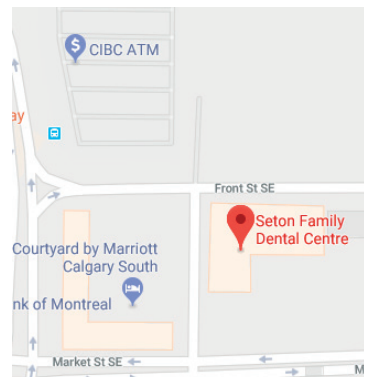 $ CIBC ATM
ay
Front St SE
Seton Family
Dental Centre
Courtyard by Marriott
Calgary South
nk of Montreal
Market St SE
M